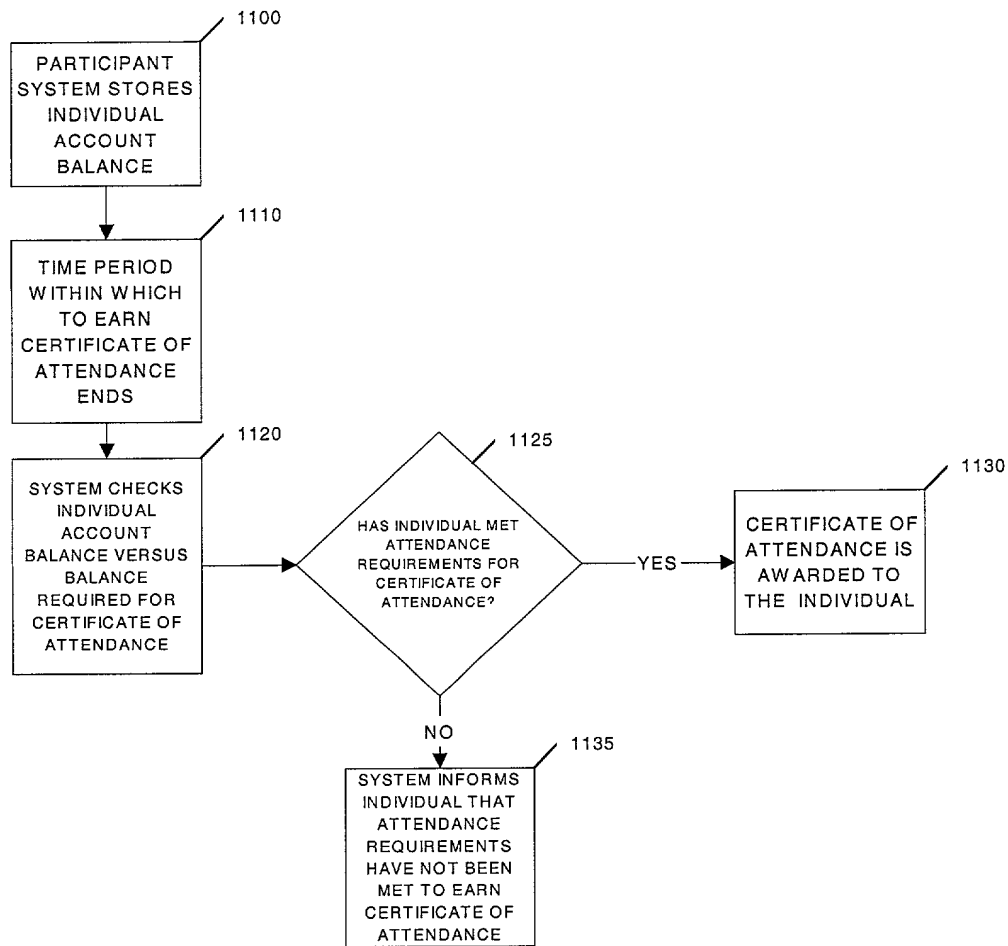 1100
PARTICIPANT
SYSTEM STORES
INDIVIDUAL
ACCOUNT
BALANCE
1110
TIME PERIOD
WITHIN WHICH
TO EARN
CERTIFICATE OF
ATTENDANCE
ENDS
1120
SYSTEM CHECKS
INDIVIDUAL
ACCOUNT
BALANCE VERSUS
BALANCE
REQUIRED FOR
CERTIFICATE OF
ATTENDANCE
1125
HAS INDIVIDUAL MET
ATTENDANCE
REQUIREMENTS FOR
CERTIFICATE OF
ATTENDANCE?
YES
1130
CERTIFICATE OF
ATTENDANCE IS
AWARDED TO
THE INDIVIDUAL
NO
1135
SYSTEM INFORMS
INDIVIDUAL THAT
ATTENDANCE
REQUIREMENTS
HAVE NOT BEEN
MET TO EARN
CERTIFICATE OF
ATTENDANCE